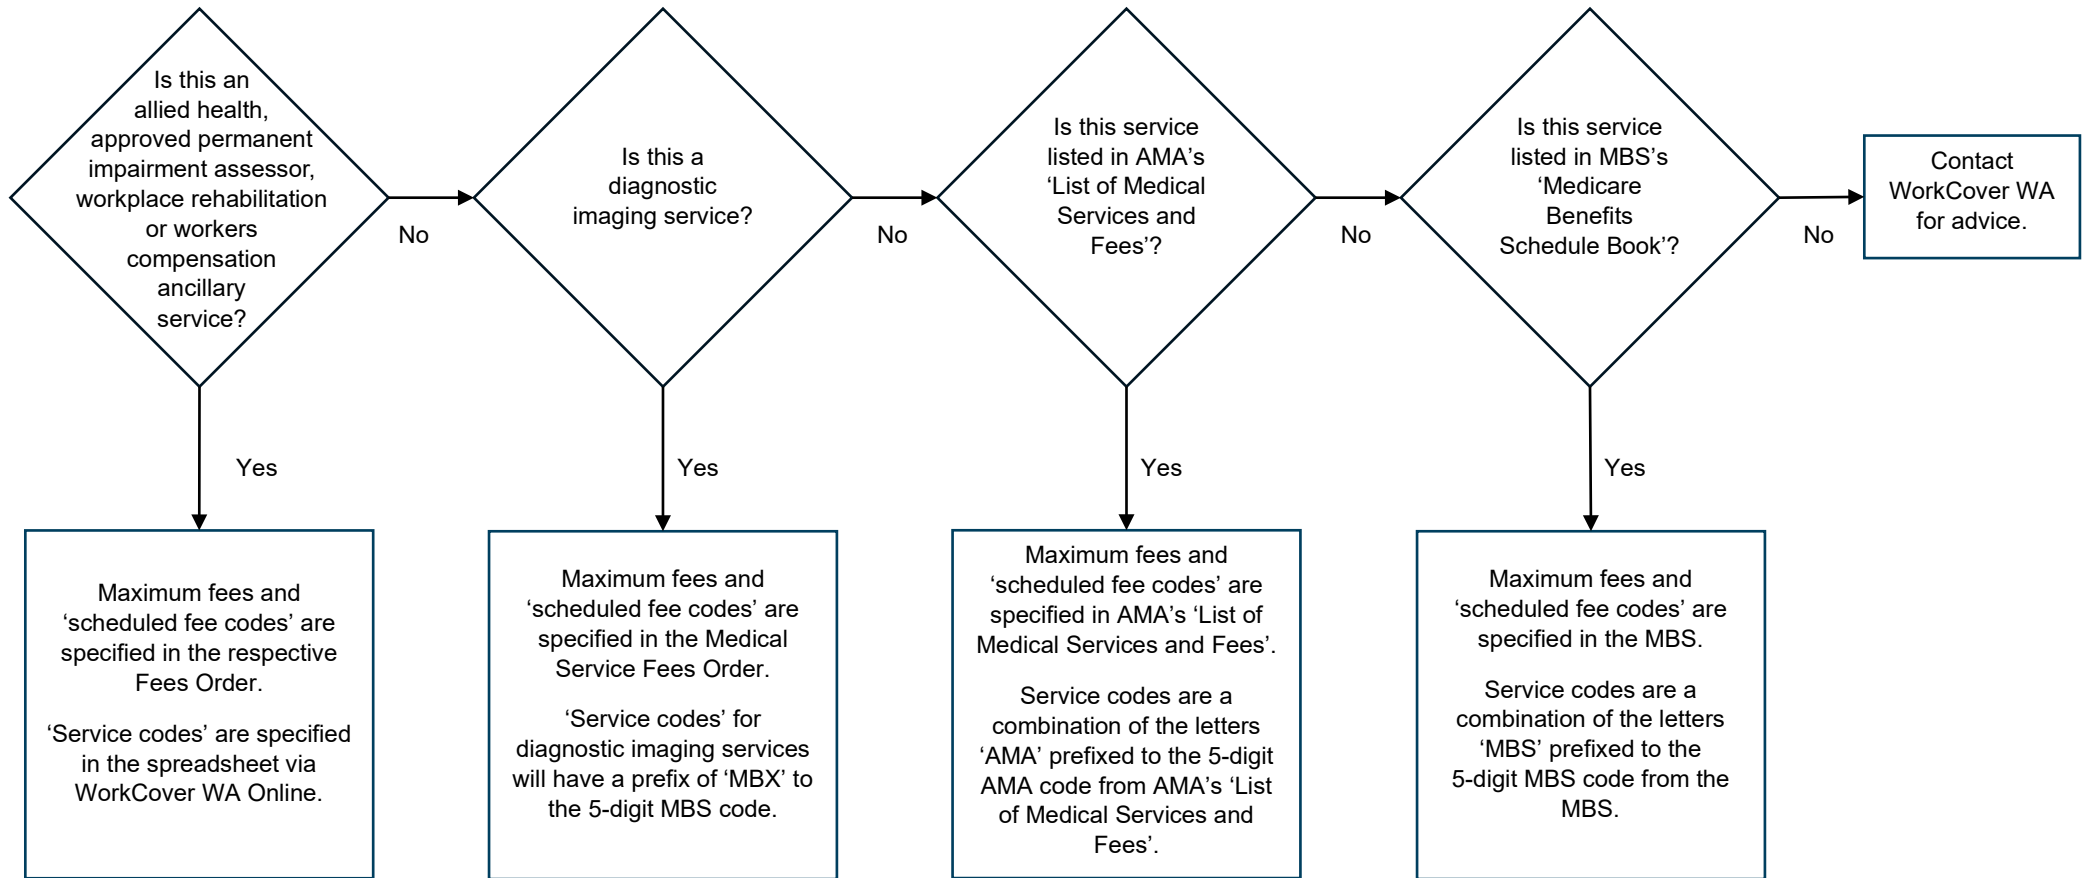 Is this an
allied health,
approved permanent
impairment assessor,
workplace rehabilitation
or workers
compensation
ancillary
service?
No
Yes
Maximum fees and
‘scheduled fee codes’ are
specified in the respective
Fees Order.
‘Service codes’ are specified
in the spreadsheet via
WorkCover WA Online.
Is this a
diagnostic
imaging service?
No
Yes
Maximum fees and
‘scheduled fee codes’ are
specified in the Medical
Service Fees Order.
‘Service codes’ for
diagnostic imaging services
will have a prefix of ‘MBX’ to
the 5-digit MBS code.
Is this service
listed in AMA’s
‘List of Medical
Services and
Fees’?
No
Yes
Maximum fees and
‘scheduled fee codes’ are
specified in AMA’s ‘List of
Medical Services and Fees’.
Service codes are a
combination of the letters
‘AMA’ prefixed to the 5-digit
AMA code from AMA’s ‘List
of Medical Services and
Fees’.
Is this service
listed in MBS’s
‘Medicare
Benefits
Schedule Book’?
No
Yes
Maximum fees and
‘scheduled fee codes’ are
specified in the MBS.
Service codes are a
combination of the letters
‘MBS’ prefixed to the
5-digit MBS code from the
MBS.
Contact
WorkCover WA
for advice.